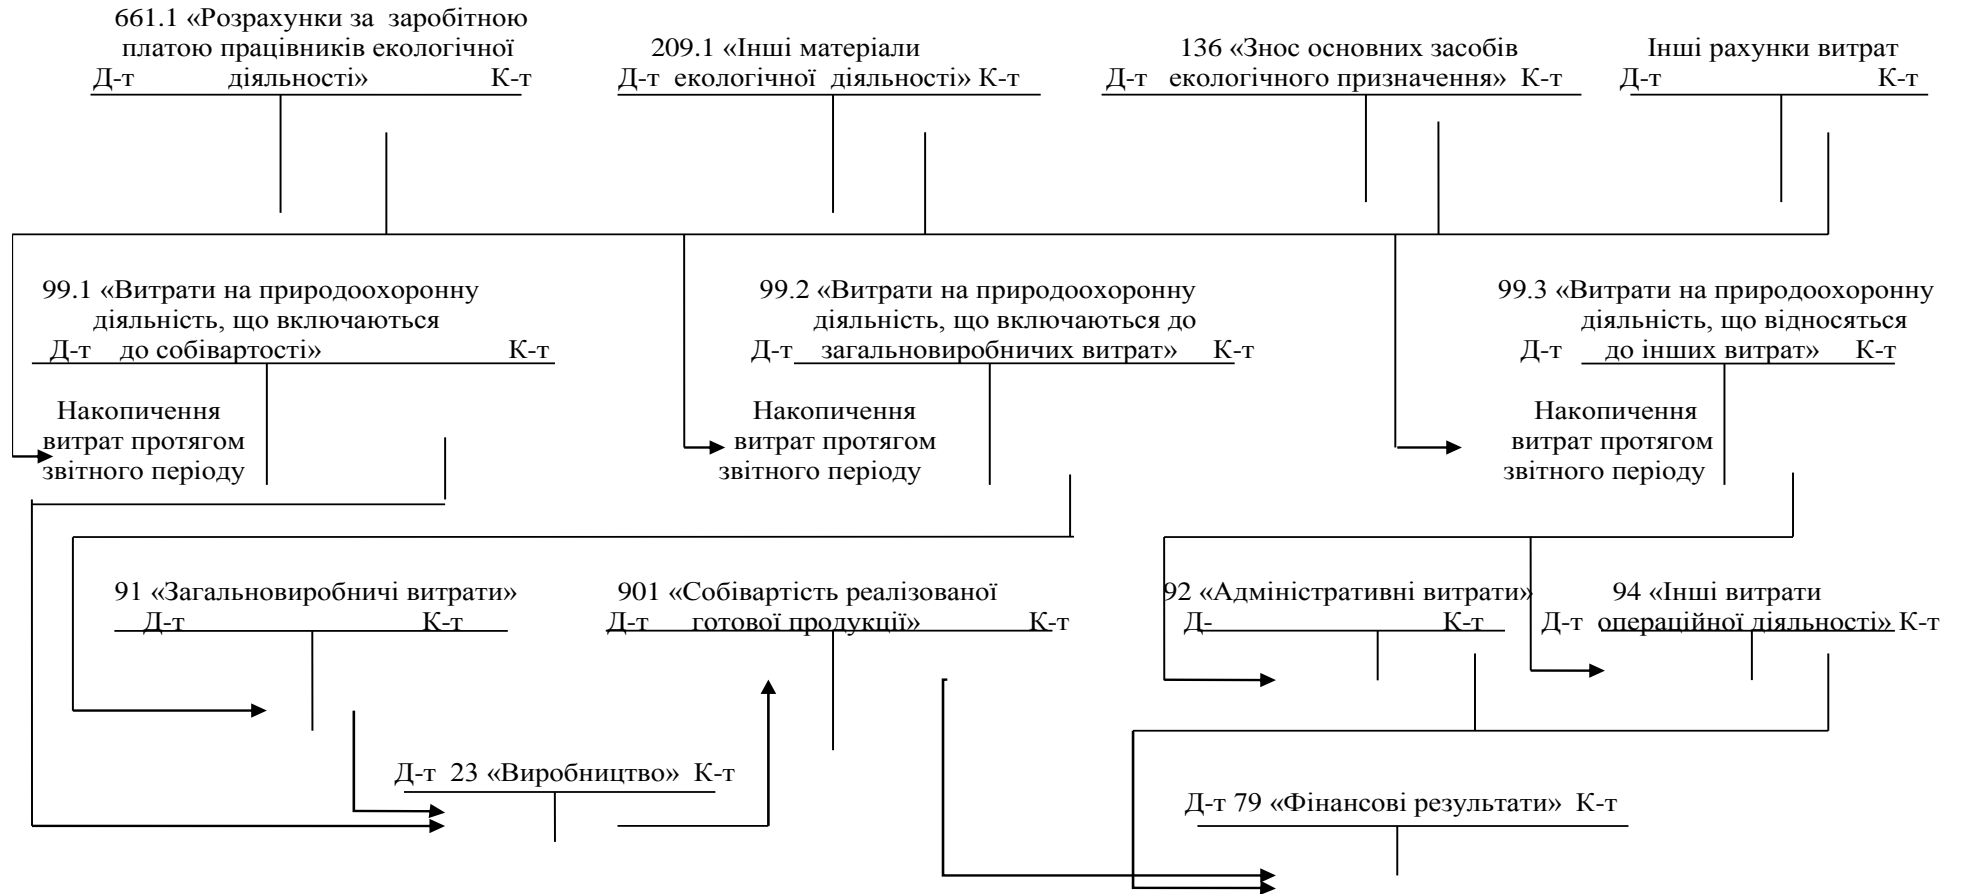 661.1 «Розрахунки за заробітною
платою працівників екологічної
Д-т діяльності» К-т
209.1 «Інші матеріали
Д-т екологічної діяльності» К-т
136 «Знос основних засобів
Д-т екологічного призначення» К-т
Інші рахунки витрат
Д-т К-т
99.1 «Витрати на природоохоронну
діяльність, що включаються
Д-т до собівартості» К-т
99.2 «Витрати на природоохоронну
діяльність, що включаються до
Д-т загальновиробничих витрат» К-т
99.3 «Витрати на природоохоронну
діяльність, що відносяться
Д-т до інших витрат» К-т
Накопичення
витрат протягом
звітного періоду
Накопичення
витрат протягом
звітного періоду
Накопичення
витрат протягом
звітного періоду
91 «Загальновиробничі витрати»
Д-т К-т
901 «Собівартість реалізованої
Д-т готової продукції» К-т
92 «Адміністративні витрати»
Д- К-т
94 «Інші витрати
Д-т операційної діяльності» К-т
Д-т 23 «Виробництво» К-т
Д-т 79 «Фінансові результати» К-т